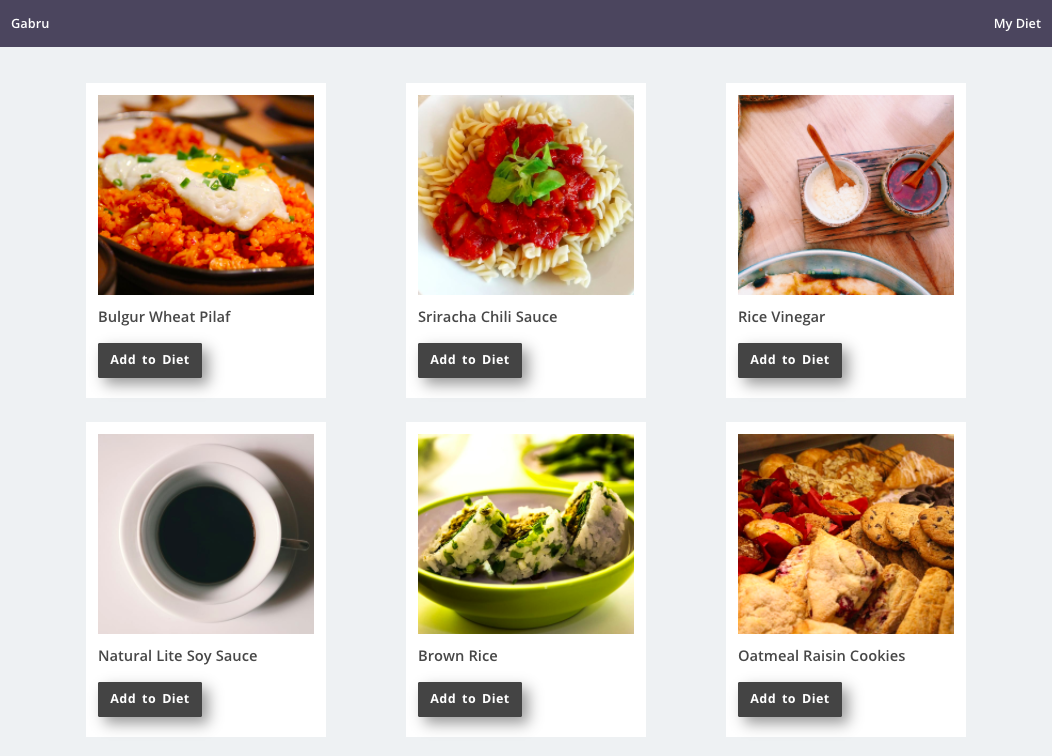 Gabru
My Diet
Bulgur Wheat Pilaf
Sriracha Chili Sauce
Rice Vinegar
Add to Diet
Add to Diet
Add to Diet
Natural Lite Soy Sauce
Brown Rice
Oatmeal Raisin Cookies
Add to Diet
Add to Diet
Add to Diet